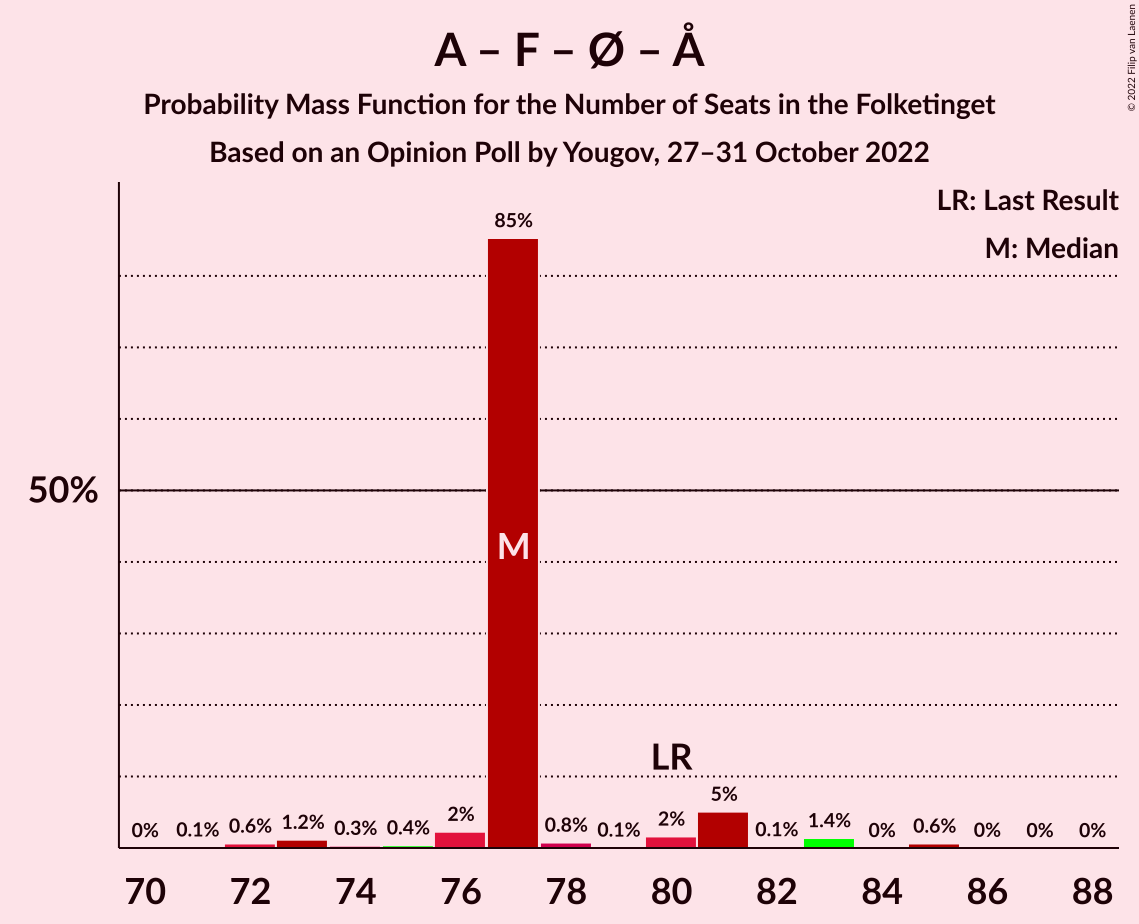 A – F – Ø – Å
Probability Mass Function for the Number of Seats in the Folketinget
Based on an Opinion Poll by Yougov, 27–31 October 2022
© 2022 Filip van Laenen
LR: Last Result
M: Median
85%
50%
M
LR
0% 0.1% 0.6% 1.2% 0.3% 0.4% 2% 0.8% 0.1% 2% 5% 0.1% 1.4% 0% 0.6% 0% 0% 0%
70 72 74 76 78 80 82 84 86 88